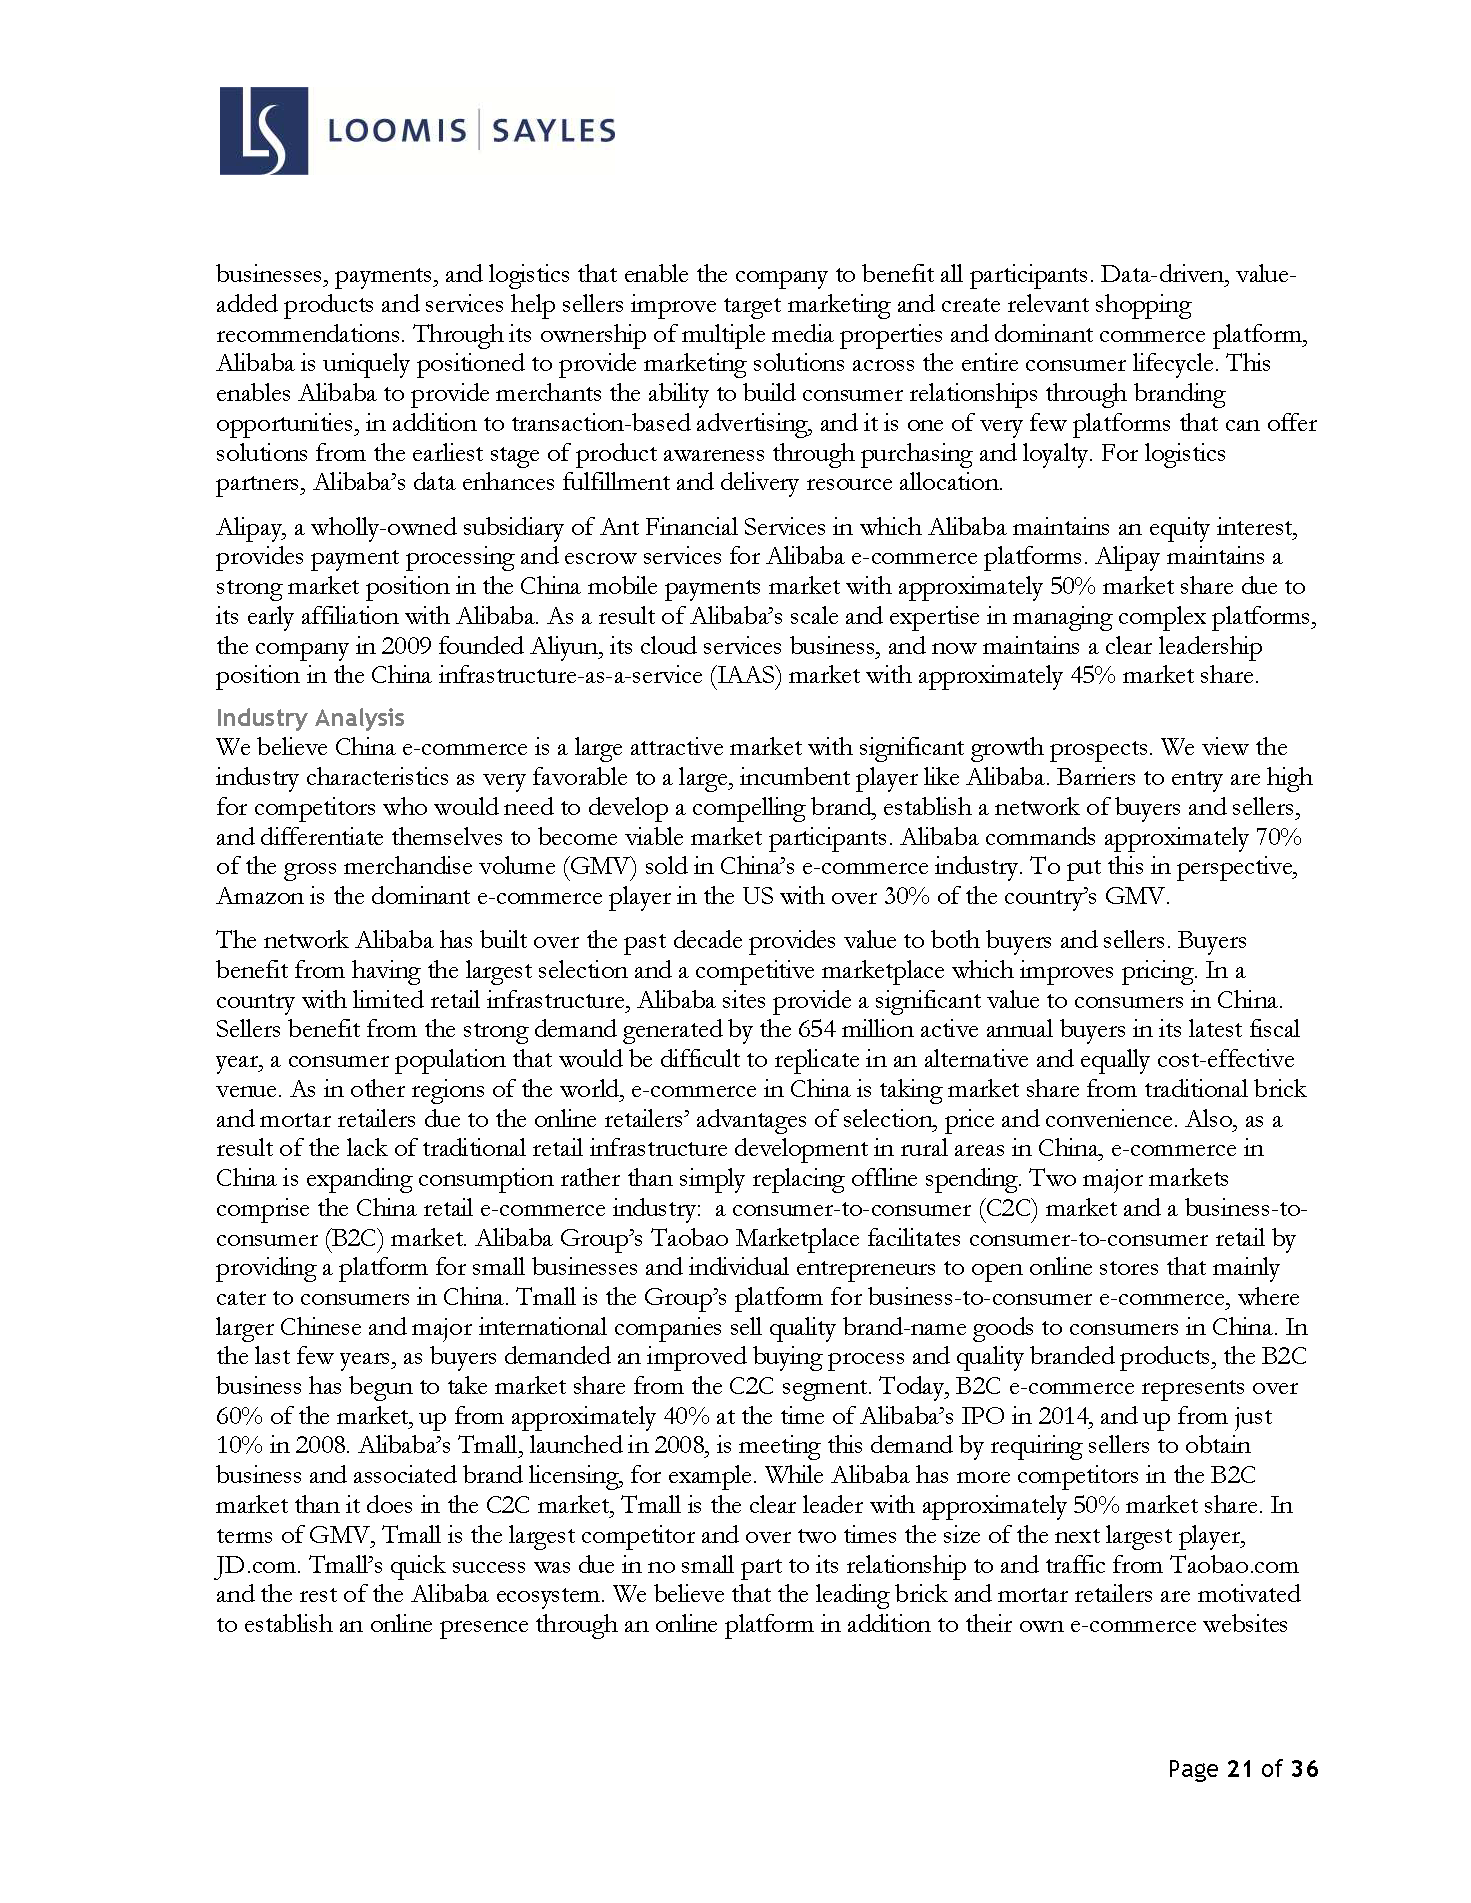 LS LOOMIS | SAYLES
businesses, payments, and logistics that enable the company to benefit all participants. Data-driven, value-
added products and services help sellers improve target marketing and create relevant shopping
recommendations. Through its ownership of multiple media properties and dominant commerce platform,
Alibaba is uniquely positioned to provide marketing solutions across the entire consumer lifecycle. This
enables Alibaba to provide merchants the ability to build consumer relationships through branding
opportunities, in addition to transaction-based advertising, and it is one of very few platforms that can offer
solutions from the earliest stage of product awareness through purchasing and loyalty. For logistics
partners, Alibaba’s data enhances fulfillment and delivery resource allocation.
Alipay, a wholly-owned subsidiary of Ant Financial Services in which Alibaba maintains an equity interest,
provides payment processing and escrow services for Alibaba e-commerce platforms. Alipay maintains a
strong market position in the China mobile payments market with approximately 50% market share due to
its early affiliation with Alibaba. As a result of Alibaba’s scale and expertise in managing complex platforms,
the company in 2009 founded Aliyun, its cloud services business, and now maintains a clear leadership
position in the China infrastructure-as-a-service (IAAS) market with approximately 45% market share.
Industry Analysis
We believe China e-commerce is a large attractive market with significant growth prospects. We view the
industry characteristics as very favorable to a large, incumbent player like Alibaba. Barriers to entry are high
for competitors who would need to develop a compelling brand, establish a network of buyers and sellers,
and differentiate themselves to become viable market participants. Alibaba commands approximately 70%
of the gross merchandise volume (GMV) sold in China’s e-commerce industry. To put this in perspective,
Amazon is the dominant e-commerce player in the US with over 30% of the country’s GMV.
The network Alibaba has built over the past decade provides value to both buyers and sellers. Buyers
benefit from having the largest selection and a competitive marketplace which improves pricing. In a
country with limited retail infrastructure, Alibaba sites provide a significant value to consumers in China.
Sellers benefit from the strong demand generated by the 654 million active annual buyers in its latest fiscal
year, a consumer population that would be difficult to replicate in an alternative and equally cost-effective
venue. As in other regions of the world, e-commerce in China is taking market share from traditional brick
and mortar retailers due to the online retailers’ advantages of selection, price and convenience. Also, as a
result of the lack of traditional retail infrastructure development in rural areas in China, e-commerce in
China is expanding consumption rather than simply replacing offline spending. Two major markets
comprise the China retail e-commerce industry:  a consumer-to-consumer (C2C) market and a business-to-
consumer (B2C) market. Alibaba Group’s Taobao Marketplace facilitates consumer-to-consumer retail by
providing a platform for small businesses and individual entrepreneurs to open online stores that mainly
cater to consumers in China. Tmall is the Group’s platform for business-to-consumer e-commerce, where
larger Chinese and major international companies sell quality brand-name goods to consumers in China. In
the last few years, as buyers demanded an improved buying process and quality branded products, the B2C
business has begun to take market share from the C2C segment. Today, B2C e-commerce represents over
60% of the market, up from approximately 40% at the time of Alibaba’s IPO in 2014, and up from just
10% in 2008. Alibaba’s Tmall, launched in 2008, is meeting this demand by requiring sellers to obtain
business and associated brand licensing, for example. While Alibaba has more competitors in the B2C
market than it does in the C2C market, Tmall is the clear leader with approximately 50% market share. In
terms of GMV, Tmall is the largest competitor and over two times the size of the next largest player,
JD.com. Tmall’s quick success was due in no small part to its relationship to and traffic from Taobao.com
and the rest of the Alibaba ecosystem. We believe that the leading brick and mortar retailers are motivated
to establish an online presence through an online platform in addition to their own e-commerce websites
Page 21 of 36